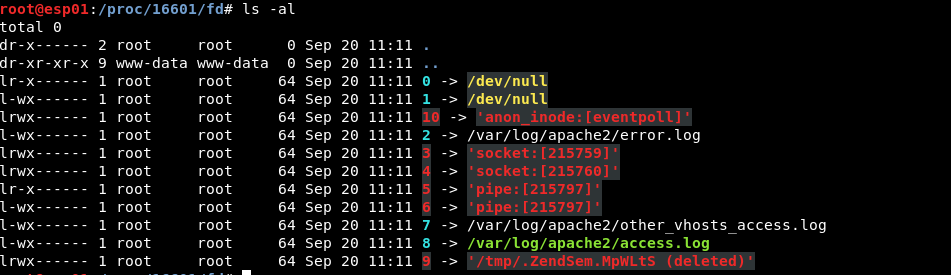 root@esp01:/proc/16601/fd# ls -al
total 0
dr-x------ 2 root     root      0 Sep 20 11:11 .
dr-xr-xr-x 9 www-data www-data  0 Sep 20 11:11 ..
lr-x------ 1 root     root     64 Sep 20 11:11 0 -> /dev/null
l-wx------ 1 root     root     64 Sep 20 11:11 1 -> /dev/null
lrwx------ 1 root     root     64 Sep 20 11:11 10 -> 'anon_inode:[eventpoll]'
l-wx------ 1 root     root     64 Sep 20 11:11 2 -> /var/log/apache2/error.log
lrwx------ 1 root     root     64 Sep 20 11:11 3 -> 'socket:[215759]'
lrwx------ 1 root     root     64 Sep 20 11:11 4 -> 'socket:[215760]'
lr-x------ 1 root     root     64 Sep 20 11:11 5 -> 'pipe:[215797]'
l-wx------ 1 root     root     64 Sep 20 11:11 6 -> 'pipe:[215797]'
l-wx------ 1 root     root     64 Sep 20 11:11 7 -> /var/log/apache2/other_vhosts_access.log
l-wx------ 1 root     root     64 Sep 20 11:11 8 -> /var/log/apache2/access.log
lrwx------ 1 root     root     64 Sep 20 11:11 9 -> '/tmp/.ZendSem.MpWLtS (deleted)'
root@esp01:/proc/16601/fd#